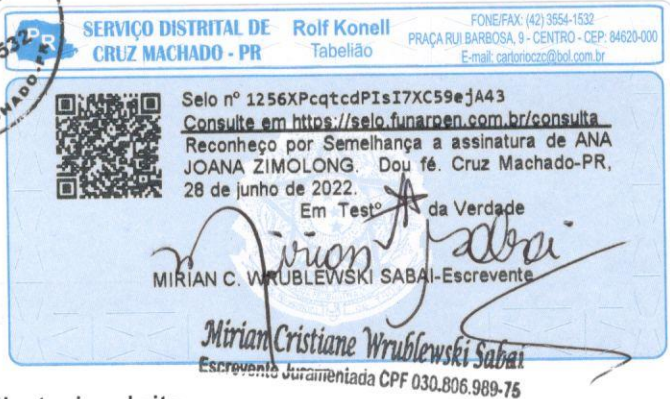 PR
SERVIÇO DISTRITAL DE
CRUZ MACHADO - PR
Rolf Konell
Tabelião
FONE/FAX: (42) 3554-1532
PRAÇA RUI BARBOSA, 9 - CENTRO - CEP: 84620-000
E-mail: cartorioczc@bol.com.br
Selo nº 1256XPcqtcdPIsI7XC59ejA43
Consulte em https://selo.funarpen.com.br/consulta
Reconheço por Semelhança a assinatura de ANA
JOANA ZIMOLONG. Dou fé. Cruz Machado-PR,
28 de junho de 2022.
Em Testº da Verdade
Mirian Sabai
MIRIAN C. WRUBLEWSKI SABAI-Escrevente
Mirian Cristiane Wrublewski Sabai
Escrevente Juramentada CPF 030.806.989-75